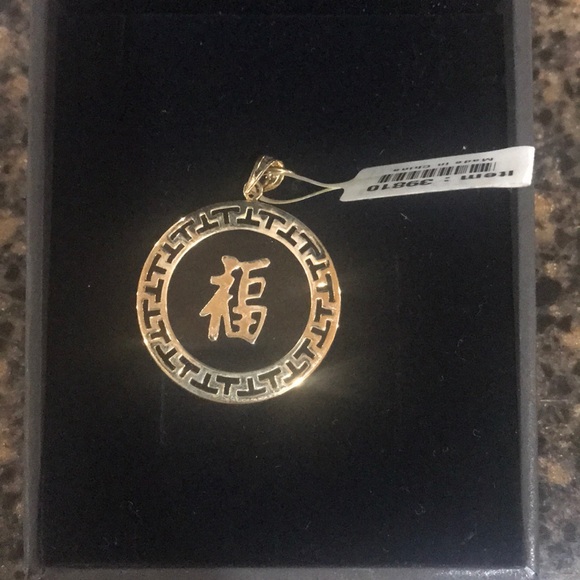 Item : 39810
Made in China
福